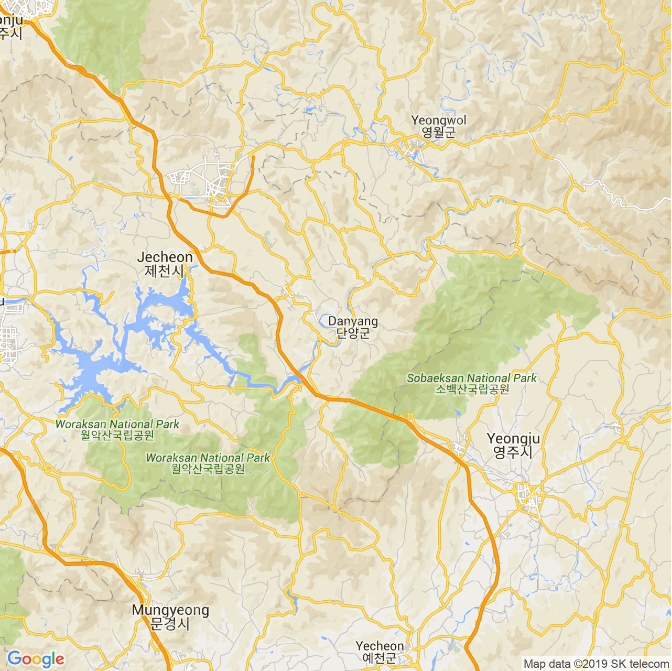 onju
주시
Yeongwol
영월군
Jecheon
제천시
u
Danyang
단양군
Sobaeksan National Park
소백산국립공원
Woraksan National Park
월악산국립공원
Yeongju
영주시
Woraksan National Park
월악산국립공원
Mungyeong
문경시
Yecheon
예천군
Google
Map data ©2019 SK telecom